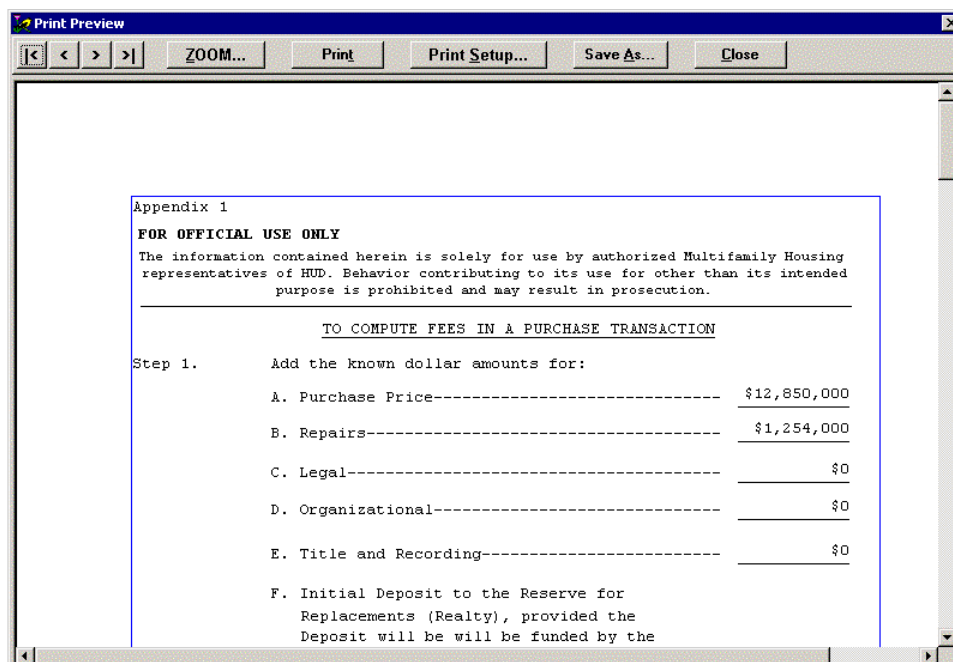 Print Preview
|< < > >| ZOOM... Print Print Setup... Save As... Close
Appendix 1
FOR OFFICIAL USE ONLY
The information contained herein is solely for use by authorized Multifamily Housing
representatives of HUD. Behavior contributing to its use for other than its intended
purpose is prohibited and may result in prosecution.
TO COMPUTE FEES IN A PURCHASE TRANSACTION
Step 1. Add the known dollar amounts for:
A. Purchase Price------------------------------ $12,850,000
B. Repairs------------------------------------- $1,254,000
C. Legal--------------------------------------- $0
D. Organizational------------------------------ $0
E. Title and Recording------------------------- $0
F. Initial Deposit to the Reserve for
Replacements (Realty), provided the
Deposit will be will be funded by the